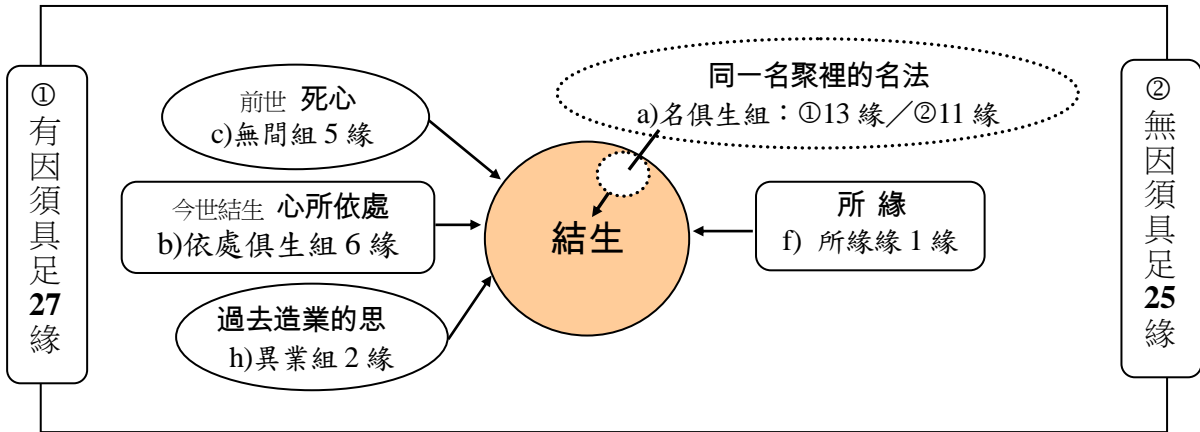 ①
有
因
須
具
足
27
緣
前世 死心
c)無間組 5 緣
今世結生 心所依處
b)依處俱生組 6 緣
過去造業的思
h)異業組 2 緣
同一名聚裡的名法
a)名俱生組：①13 緣／②11 緣
結生
所 緣
f) 所緣緣 1 緣
②
無
因
須
具
足
25
緣